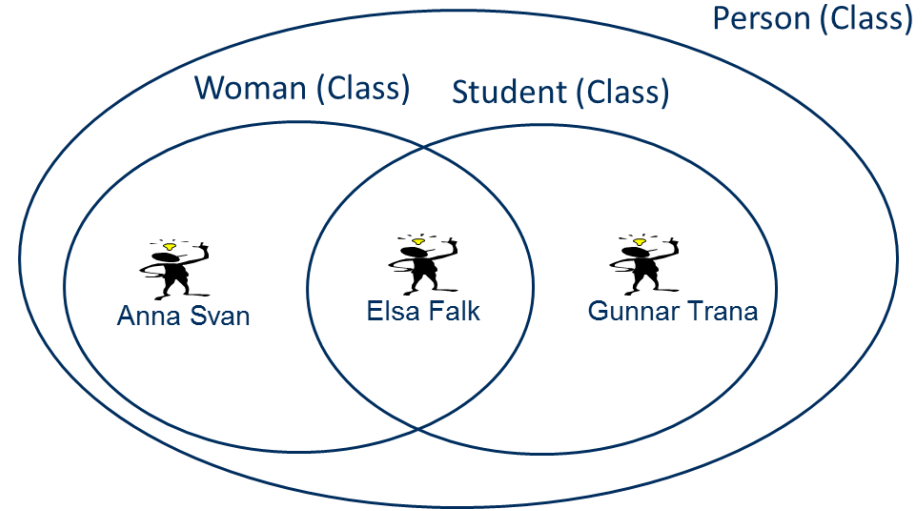 Person (Class)
Woman (Class)
Student (Class)
Anna Svan
Elsa Falk
Gunnar Trana